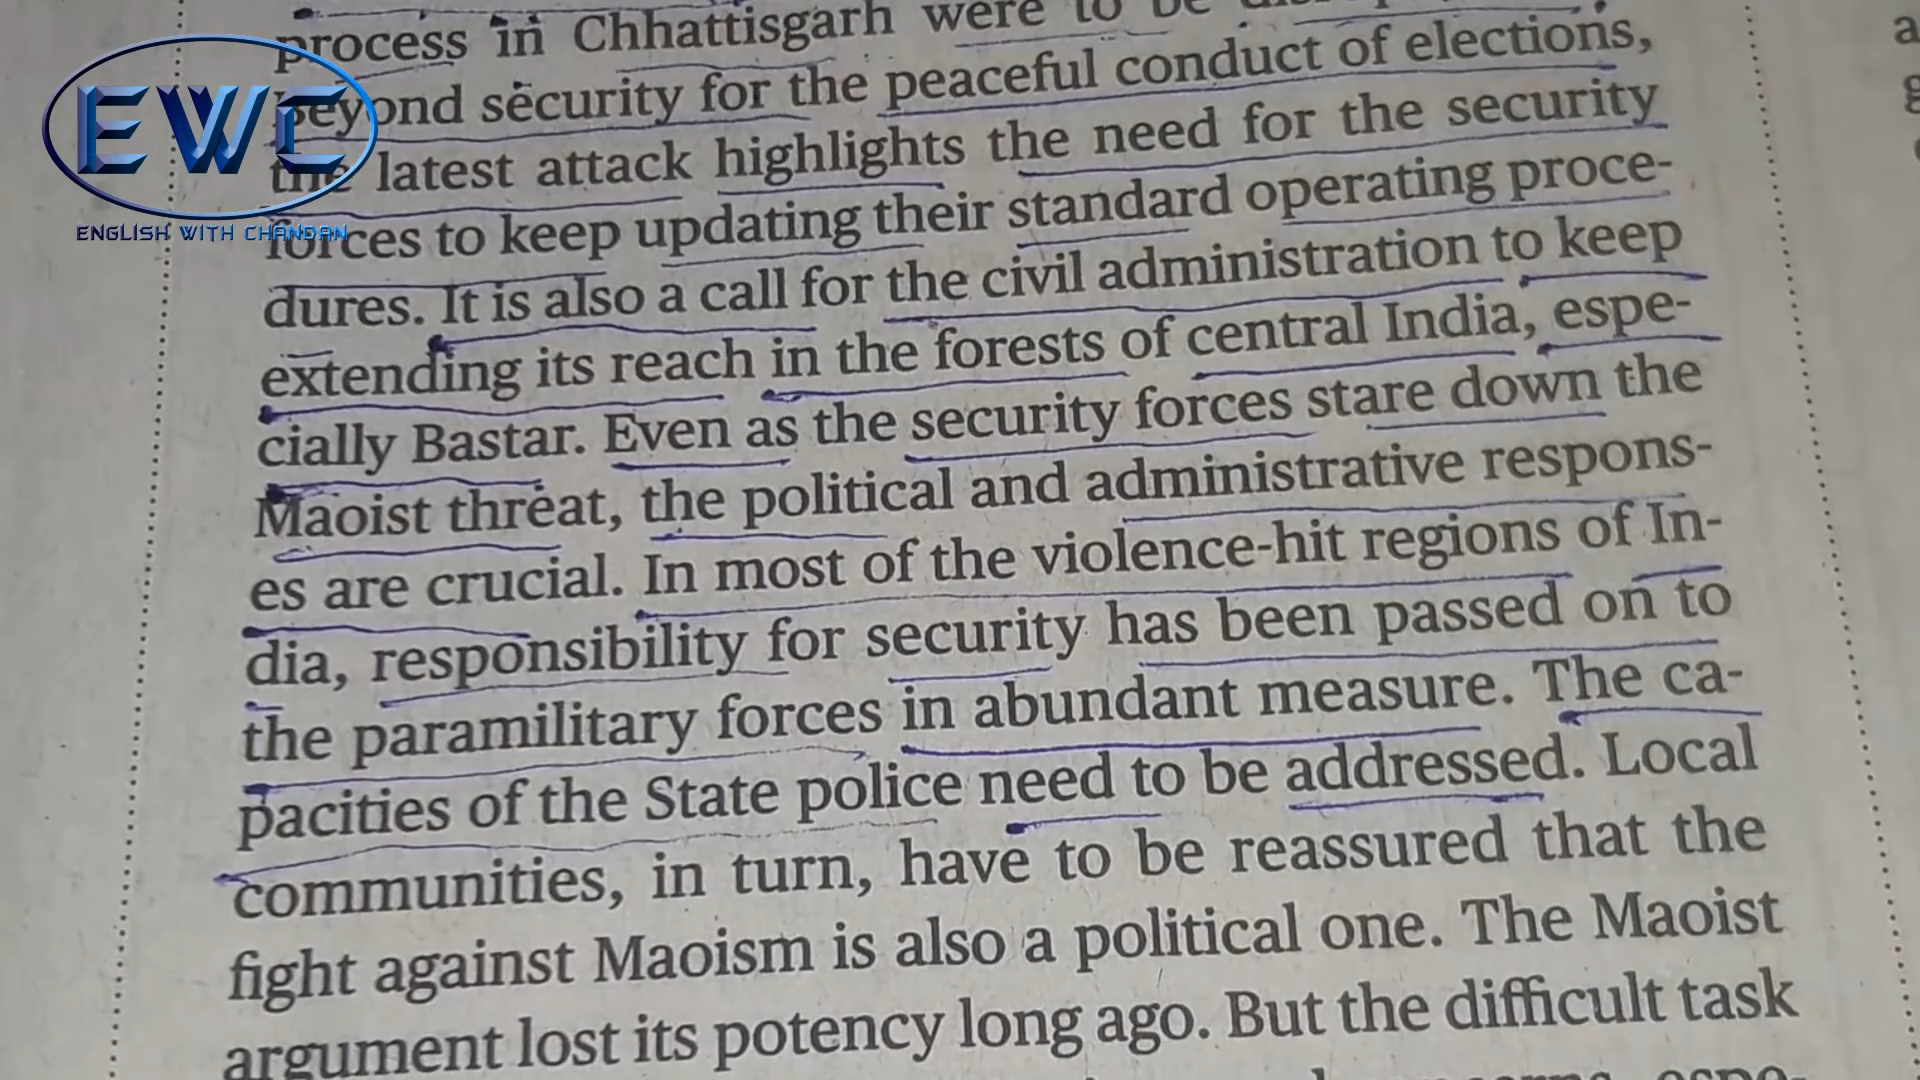 process in Chhattisgarh were to be
beyond security for the peaceful conduct of elections,
the latest attack highlights the need for the security
forces to keep updating their standard operating proce-
dures. It is also a call for the civil administration to keep
extending its reach in the forests of central India, espe-
cially Bastar. Even as the security forces stare down the
Maoist threat, the political and administrative respons-
es are crucial. In most of the violence-hit regions of In-
dia, responsibility for security has been passed on to
the paramilitary forces in abundant measure. The ca-
pacities of the State police need to be addressed. Local
communities, in turn, have to be reassured that the
fight against Maoism is also a political one. The Maoist
argument lost its potency long ago. But the difficult task
EWC
ENGLISH WITH CHANDAN